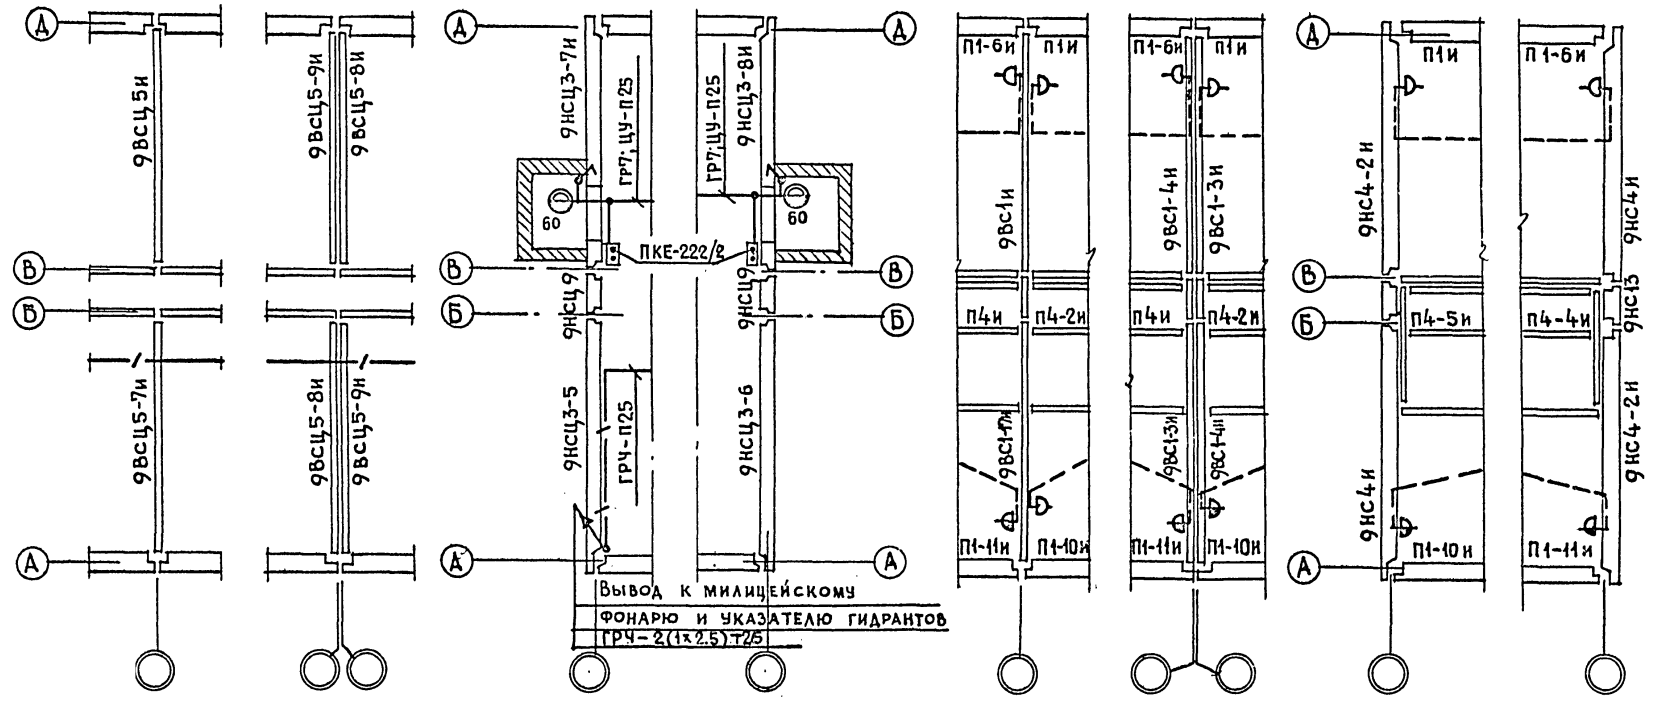 Д
9ВСЦ5И
В
Б
9ВСЦ5-7И
А
9ВСЦ5-9И
9ВСЦ5-8И
9ВСЦ5-8И
9ВСЦ5-9И
Д
9НСЦ3-7И
ГР7;ЦУ-П25
60
В
9НСЦ9
Б
9НСЦ3-5
ГРЧ-П25
А
ПКЕ-222/2
ГР7;ЦУ-П25
9НСЦ3-8И
60
Д
В
9НСЦ9
Б
9НСЦ3-6
А
ВЫВОД К МИЛИЦЕЙСКОМУ
ФОНАРЮ И УКАЗАТЕЛЮ ГИДРАНТОВ
ГРЧ-2(1х2.5)Т25
П1-6И П1И
9ВС1И
П4И П4-2И
П1-11И П1-10И
П1-6И П1И
9ВС1-4И
9ВС1-3И
П4И П4-2И
9ВС1-3И
9ВС1-4И
П1-11И П1-10И
Д
П1И
9НС4-2И
В
Б
П4-5И
9НС4И
А
П1-10И
П1-6И
9НС4И
9НС13
П4-4И
9НС4-2И
П1-11И